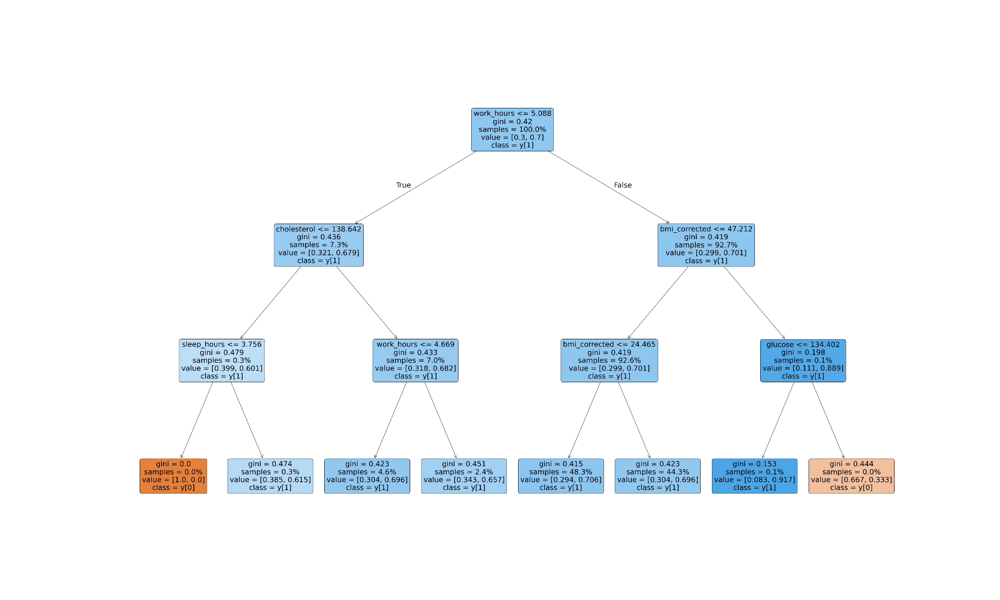 work_hours <= 5.088
gini = 0.42
samples = 100.0%
value = [0.3, 0.7]
class = y[1]
True
False
cholesterol <= 138.642
gini = 0.436
samples = 7.3%
value = [0.321, 0.679]
class = y[1]
bmi_corrected <= 47.212
gini = 0.419
samples = 92.7%
value = [0.299, 0.701]
class = y[1]
sleep_hours <= 3.756
gini = 0.479
samples = 0.3%
value = [0.399, 0.601]
class = y[1]
work_hours <= 4.669
gini = 0.433
samples = 7.0%
value = [0.318, 0.682]
class = y[1]
bmi_corrected <= 24.465
gini = 0.419
samples = 92.6%
value = [0.299, 0.701]
class = y[1]
glucose <= 134.402
gini = 0.198
samples = 0.1%
value = [0.111, 0.889]
class = y[1]
gini = 0.0
samples = 0.0%
value = [1.0, 0.0]
class = y[0]
gini = 0.474
samples = 0.3%
value = [0.385, 0.615]
class = y[1]
gini = 0.423
samples = 4.6%
value = [0.304, 0.696]
class = y[1]
gini = 0.451
samples = 2.4%
value = [0.343, 0.657]
class = y[1]
gini = 0.415
samples = 48.3%
value = [0.294, 0.706]
class = y[1]
gini = 0.423
samples = 44.3%
value = [0.304, 0.696]
class = y[1]
gini = 0.153
samples = 0.1%
value = [0.083, 0.917]
class = y[1]
gini = 0.444
samples = 0.0%
value = [0.667, 0.333]
class = y[0]